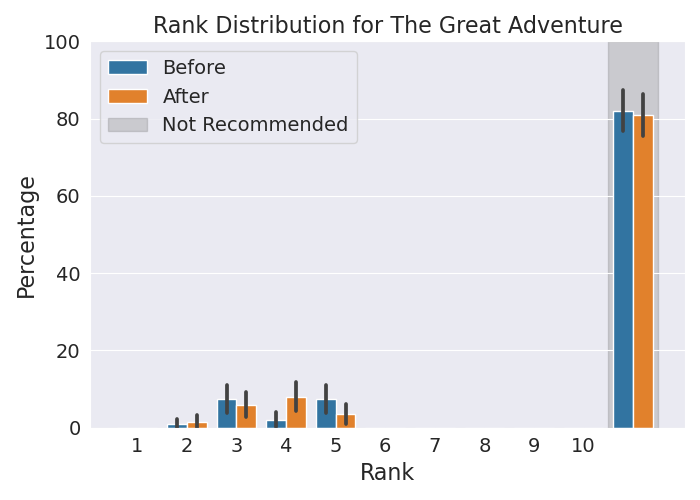 Rank Distribution for The Great Adventure
Before
After
Not Recommended
Percentage
100
80
60
40
20
0
1 2 3 4 5 6 7 8 9 10
Rank